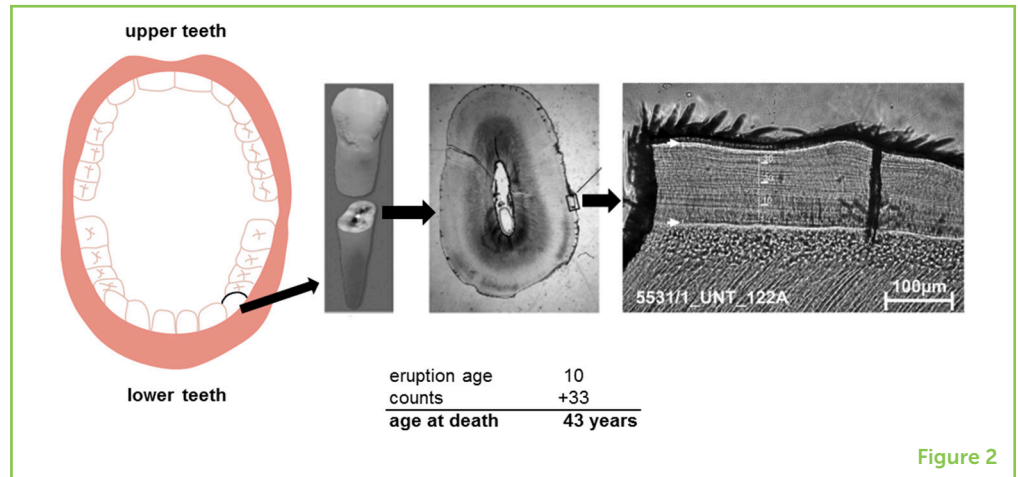 upper teeth
100µm
5531/1_UNT_122A
lower teeth
eruption age 10
counts +33
age at death 43 years
Figure 2